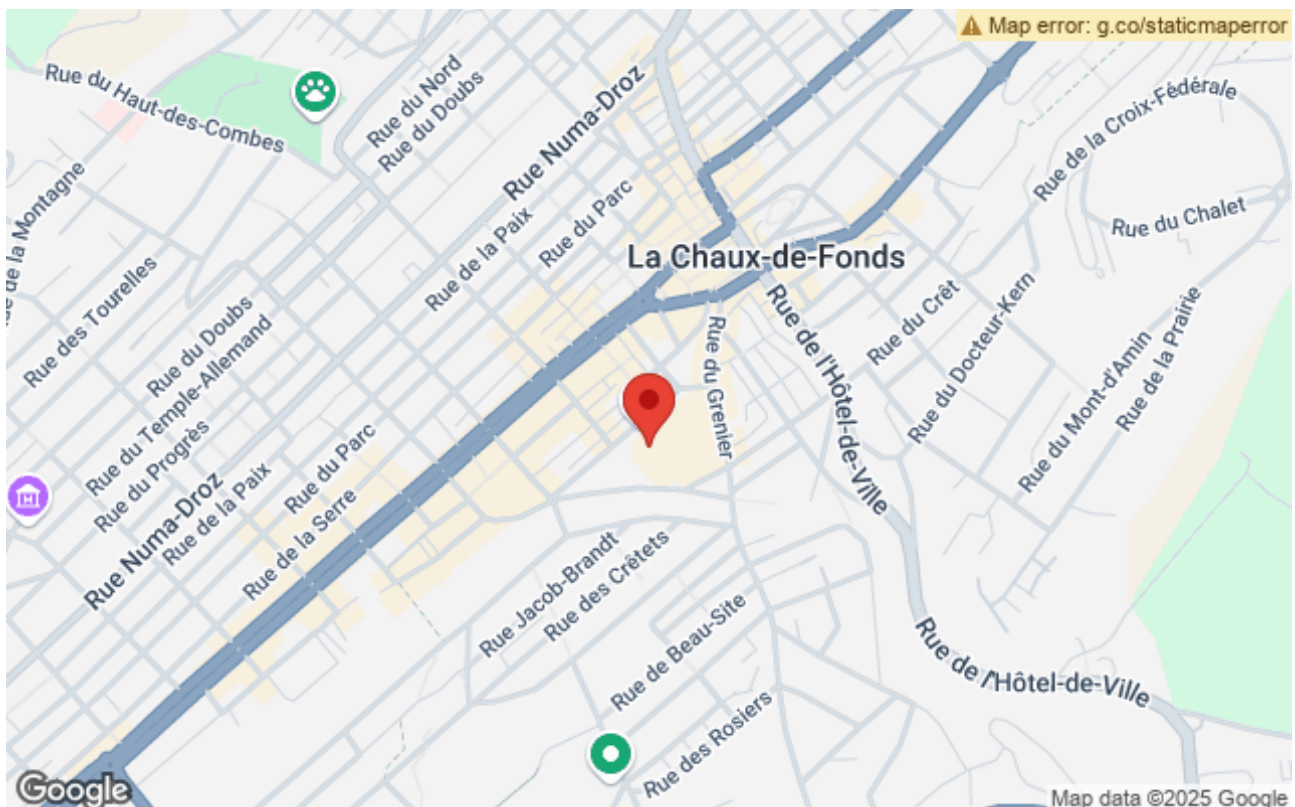 Map error: g.co/staticmaperror
Rue du Haut-des-Combes
Rue du Nord
Rue du Doubs
Rue Numa-Droz
Rue de la Croix-Fédérale
Rue de la Montagne
Rue du Parc
Rue de la Paix
Rue du Chalet
La Chaux-de-Fonds
Rue des Tourelles
Rue du Doubs
Rue du Temple-Allemand
Rue du Progrès
Rue de l'Hôtel-de-Ville
Rue du Grenier
Rue du Crêt
Rue du Docteur-Kern
Rue du Mont-d'Amin
Rue de la Prairie
Rue du Parc
Rue de la Paix
Rue de la Serre
Rue Numa-Droz
Rue Jacob-Brandt
Rue des Crêtets
Rue de Beau-Site
Rue de l'Hôtel-de-Ville
Rue des Rosiers
Google
Map data ©2025 Google